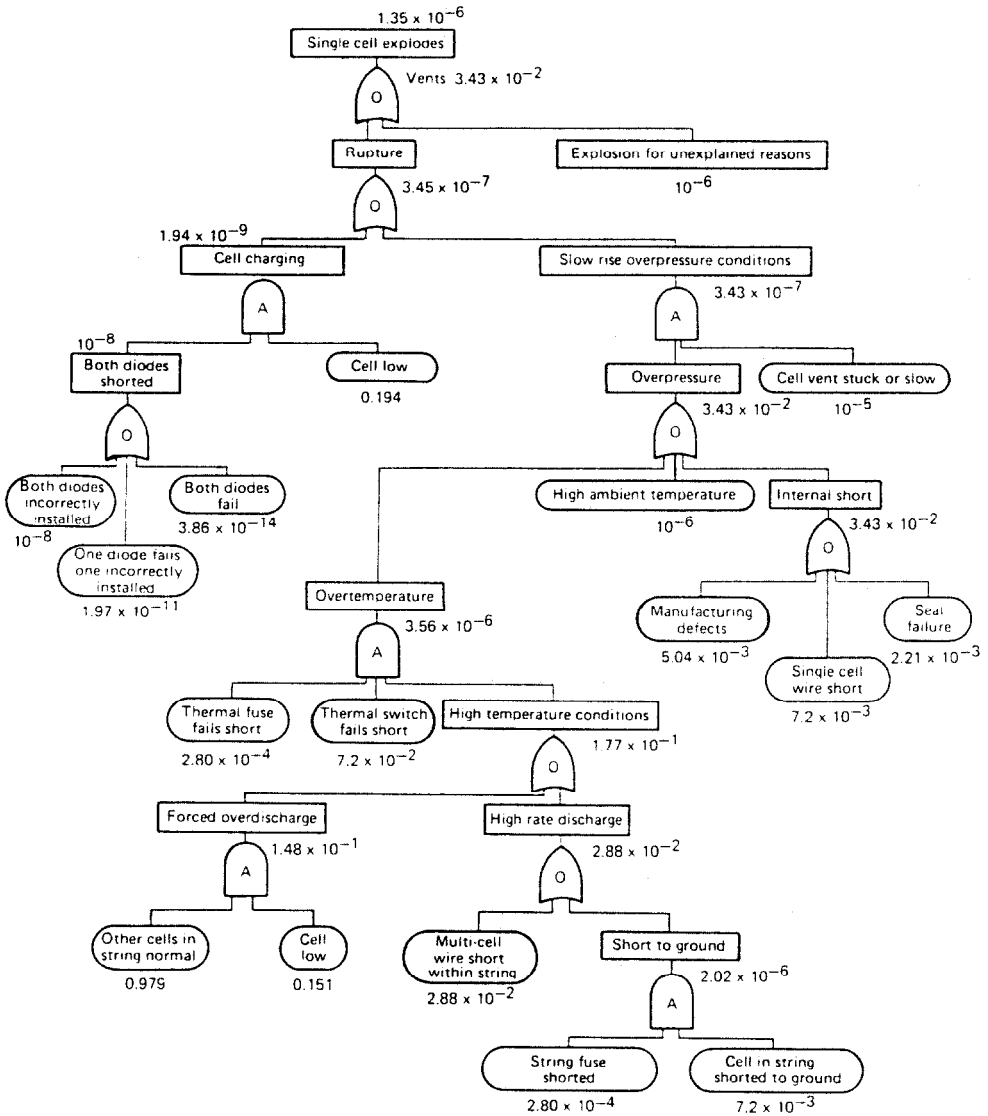 1.35 x 10⁻⁶
Single cell explodes
Vents 3.43 x 10⁻²
O
Rupture
Explosion for unexplained reasons
3.45 x 10⁻⁷
10⁻⁶
O
1.94 x 10⁻⁹
Cell charging
Slow rise overpressure conditions
3.43 x 10⁻⁷
A
A
10⁻⁸
Both diodes
shorted
Cell low
0.194
Overpressure
Cell vent stuck or slow
3.43 x 10⁻²
10⁻⁵
O
O
Both diodes
incorrectly
installed
10⁻⁸
Both diodes
fail
3.86 x 10⁻¹⁴
One diode fails
one incorrectly
installed
1.97 x 10⁻¹¹
High ambient temperature
10⁻⁶
Internal short
3.43 x 10⁻²
O
Overtemperature
3.56 x 10⁻⁶
A
Manufacturing
defects
5.04 x 10⁻³
Seal
failure
2.21 x 10⁻³
Single cell
wire short
7.2 x 10⁻³
Thermal fuse
fails short
2.80 x 10⁻⁴
Thermal switch
fails short
7.2 x 10⁻²
High temperature conditions
1.77 x 10⁻¹
O
Forced overdischarge
1.48 x 10⁻¹
A
High rate discharge
2.88 x 10⁻²
O
Other cells in
string normal
0.979
Cell
low
0.151
Multi-cell
wire short
within string
2.88 x 10⁻²
Short to ground
2.02 x 10⁻⁶
A
String fuse
shorted
2.80 x 10⁻⁴
Cell in string
shorted to ground
7.2 x 10⁻³